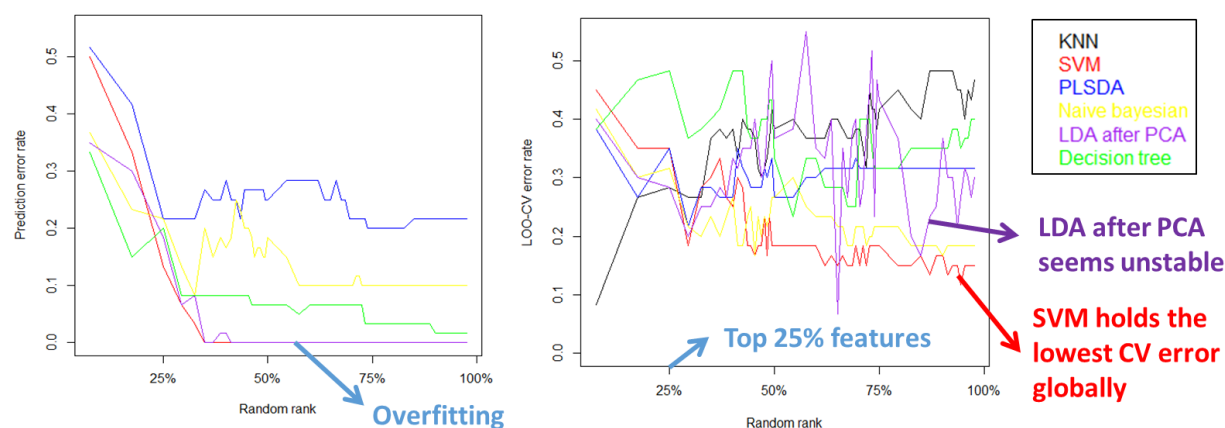 Prediction error rate
0.0
0.1
0.2
0.3
0.4
0.5
25%
50%
75%
100%
Random rank
Overfitting
LOO-CV error rate
0.0
0.1
0.2
0.3
0.4
0.5
25%
50%
75%
100%
Random rank
Top 25% features
KNN
SVM
PLSDA
Naive bayesian
LDA after PCA
Decision tree
LDA after PCA
seems unstable
SVM holds the
lowest CV error
globally